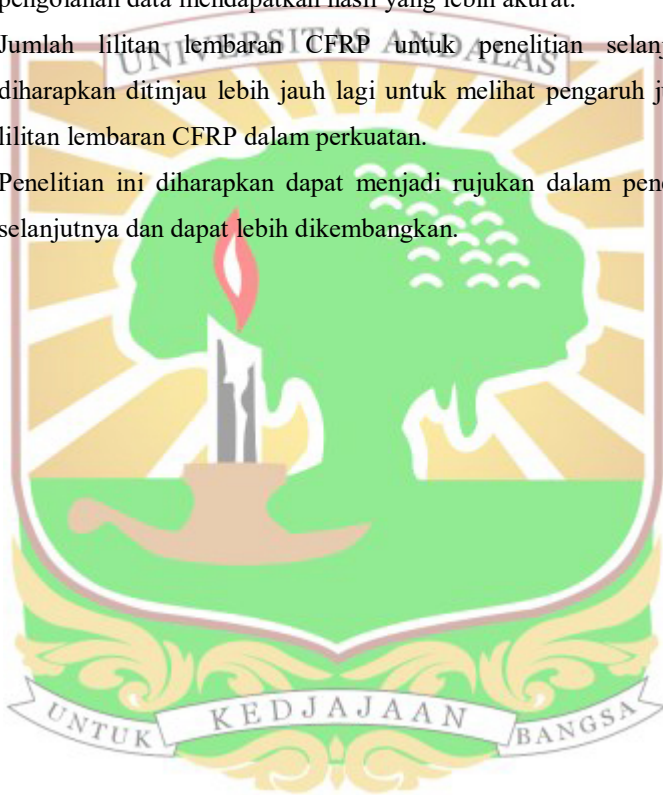 pengolahan data mendapatkan hasil yang lebih akurat.
Jumlah lilitan lembaran CFRP untuk penelitian
diharapkan ditinjau lebih jauh lagi untuk melihat pengaruh
lilitan lembaran CFRP dalam perkuatan.
Penelitian ini diharapkan dapat menjadi rujukan dalam
selanjutnya dan dapat lebih dikembangkan.
UNIVERSITAS ANDALAS
UNTUK KEDJAJAAN BANGSA